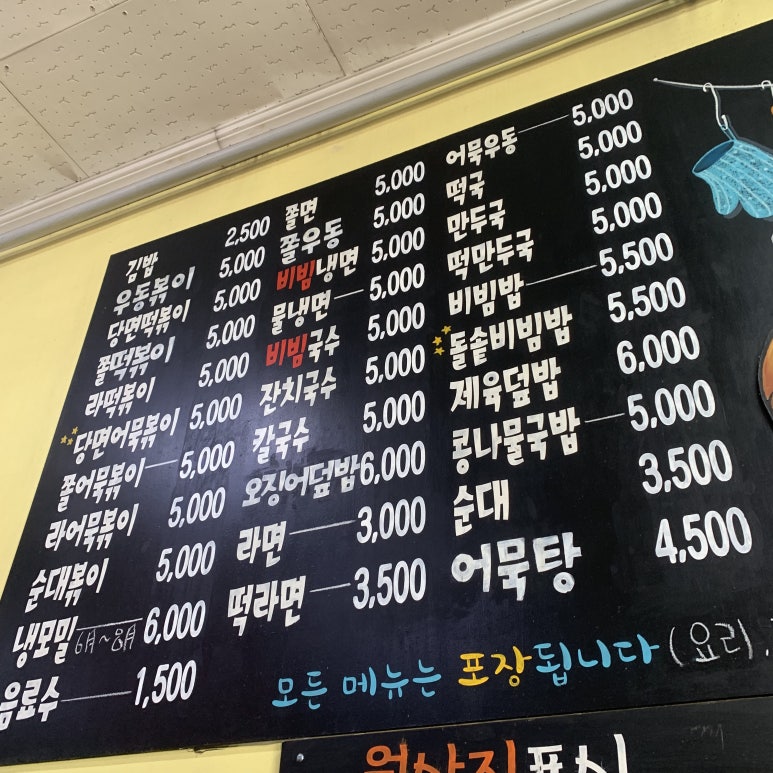 김밥 2,500
우동볶이 5,000
당면떡볶이 5,000
쫄떡볶이 5,000
라떡볶이 5,000
당면어묵볶이 5,000
쫄어묵볶이 5,000
라어묵볶이 5,000
순대볶이 5,000
냉모밀 6月~8月 6,000
음료수 1,500
쫄면 5,000
쫄우동 5,000
비빔냉면 5,000
물냉면 5,000
비빔국수 5,000
잔치국수 5,000
칼국수 5,000
오징어덮밥 6,000
라면 3,000
떡라면 3,500
어묵우동 5,000
떡국 5,000
만두국 5,000
떡만두국 5,000
비빔밥 5,500
돌솥비빔밥 5,500
제육덮밥 6,000
콩나물국밥 5,000
순대 3,500
어묵탕 4,500
모든 메뉴는 포장됩니다 (요리
원산지표시